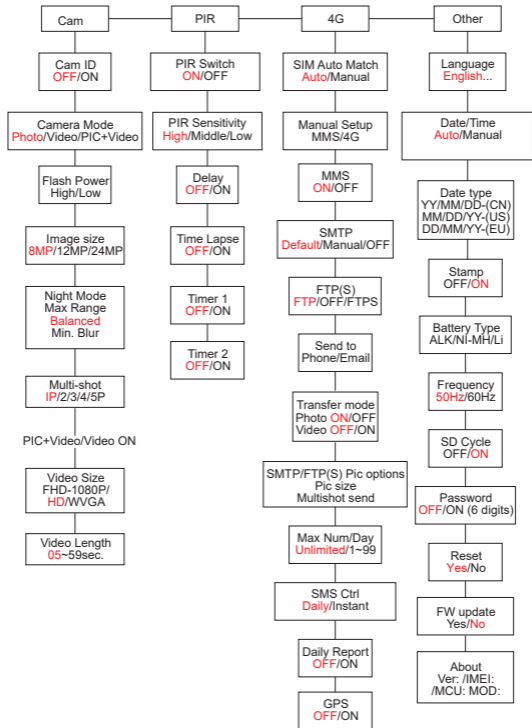 Cam
Cam ID
OFF/ON
Camera Mode
Photo/Video/PIC+Video
Flash Power
High/Low
Image size
8MP/12MP/24MP
Night Mode
Max Range
Balanced
Min. Blur
Multi-shot
IP/2/3/4/5P
PIC+Video/Video ON
Video Size
FHD-1080P/
HD/WVGA
Video Length
05~59sec.
PIR
PIR Switch
ON/OFF
PIR Sensitivity
High/Middle/Low
Delay
OFF/ON
Time Lapse
OFF/ON
Timer 1
OFF/ON
Timer 2
OFF/ON
4G
SIM Auto Match
Auto/Manual
Manual Setup
MMS/4G
MMS
ON/OFF
SMTP
Default/Manual/OFF
FTP(S)
FTP/OFF/FTPS
Send to
Phone/Email
Transfer mode
Photo ON/OFF
Video OFF/ON
SMTP/FTP(S) Pic options
Pic size
Multishot send
Max Num/Day
Unlimited/1~99
SMS Ctrl
Daily/Instant
Daily Report
OFF/ON
GPS
OFF/ON
Other
Language
English...
Date/Time
Auto/Manual
Date type
YY/MM/DD-(CN)
MM/DD/YY-(US)
DD/MM/YY-(EU)
Stamp
OFF/ON
Battery Type
ALK/NI-MH/Li
Frequency
50Hz/60Hz
SD Cycle
OFF/ON
Password
OFF/ON (6 digits)
Reset
Yes/No
FW update
Yes/No
About
Ver: /IMEI:
/MCU: MOD: